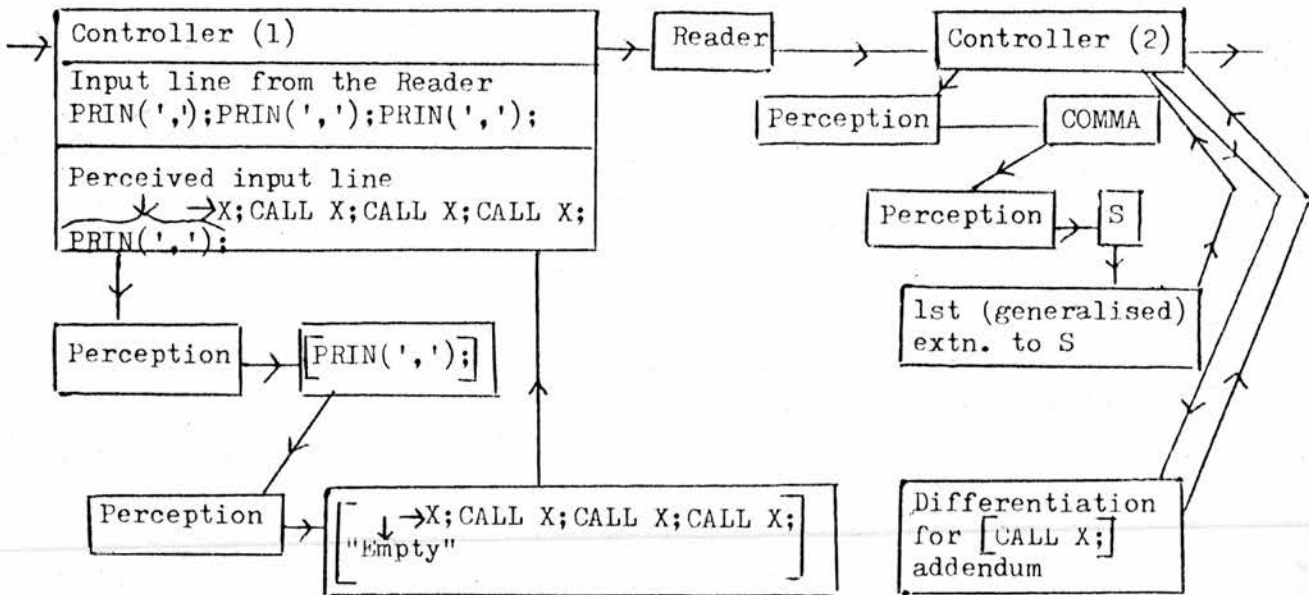 Controller (1)
Input line from the Reader
PRIN(',');PRIN(',');PRIN(',');
Perceived input line
→X;CALL X;CALL X;CALL X;
PRIN(',');
Reader
Controller (2)
Perception
COMMA
Perception
S
1st (generalised)
extn. to S
Perception
[PRIN(',');]
Perception
→X;CALL X;CALL X;CALL X;
"Empty"
Differentiation
for [CALL X;]
addendum